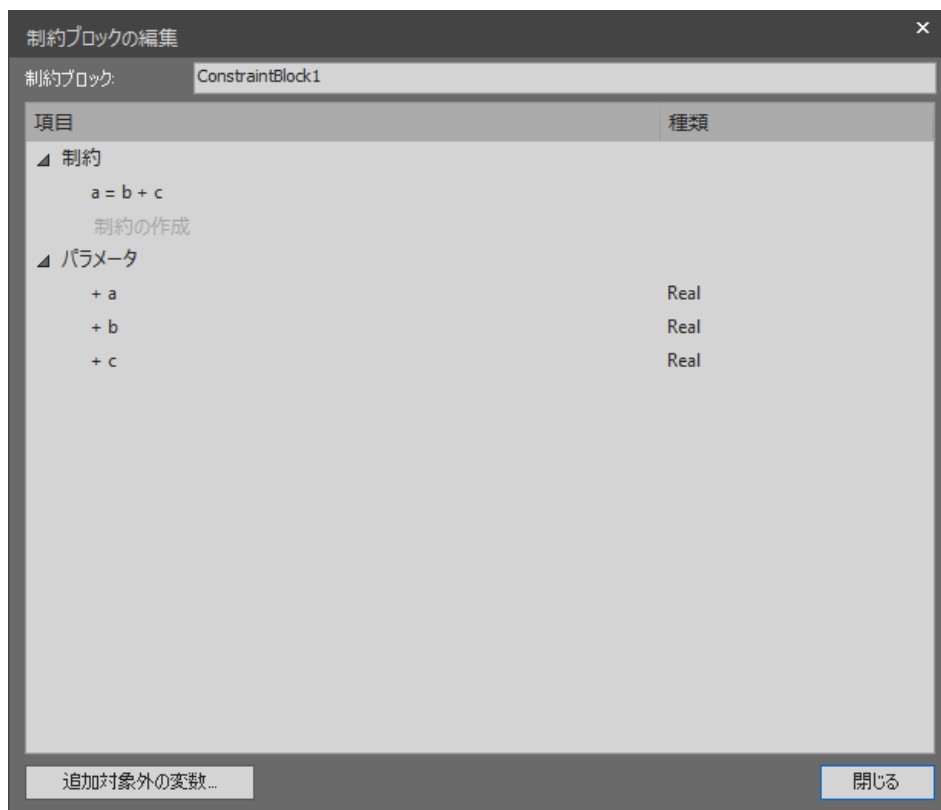 制約ブロックの編集
制約ブロック: ConstraintBlock1
項目 種類
制約
a = b + c
制約の作成
パラメータ
+ a Real
+ b Real
+ c Real
追加対象外の変数... 閉じる